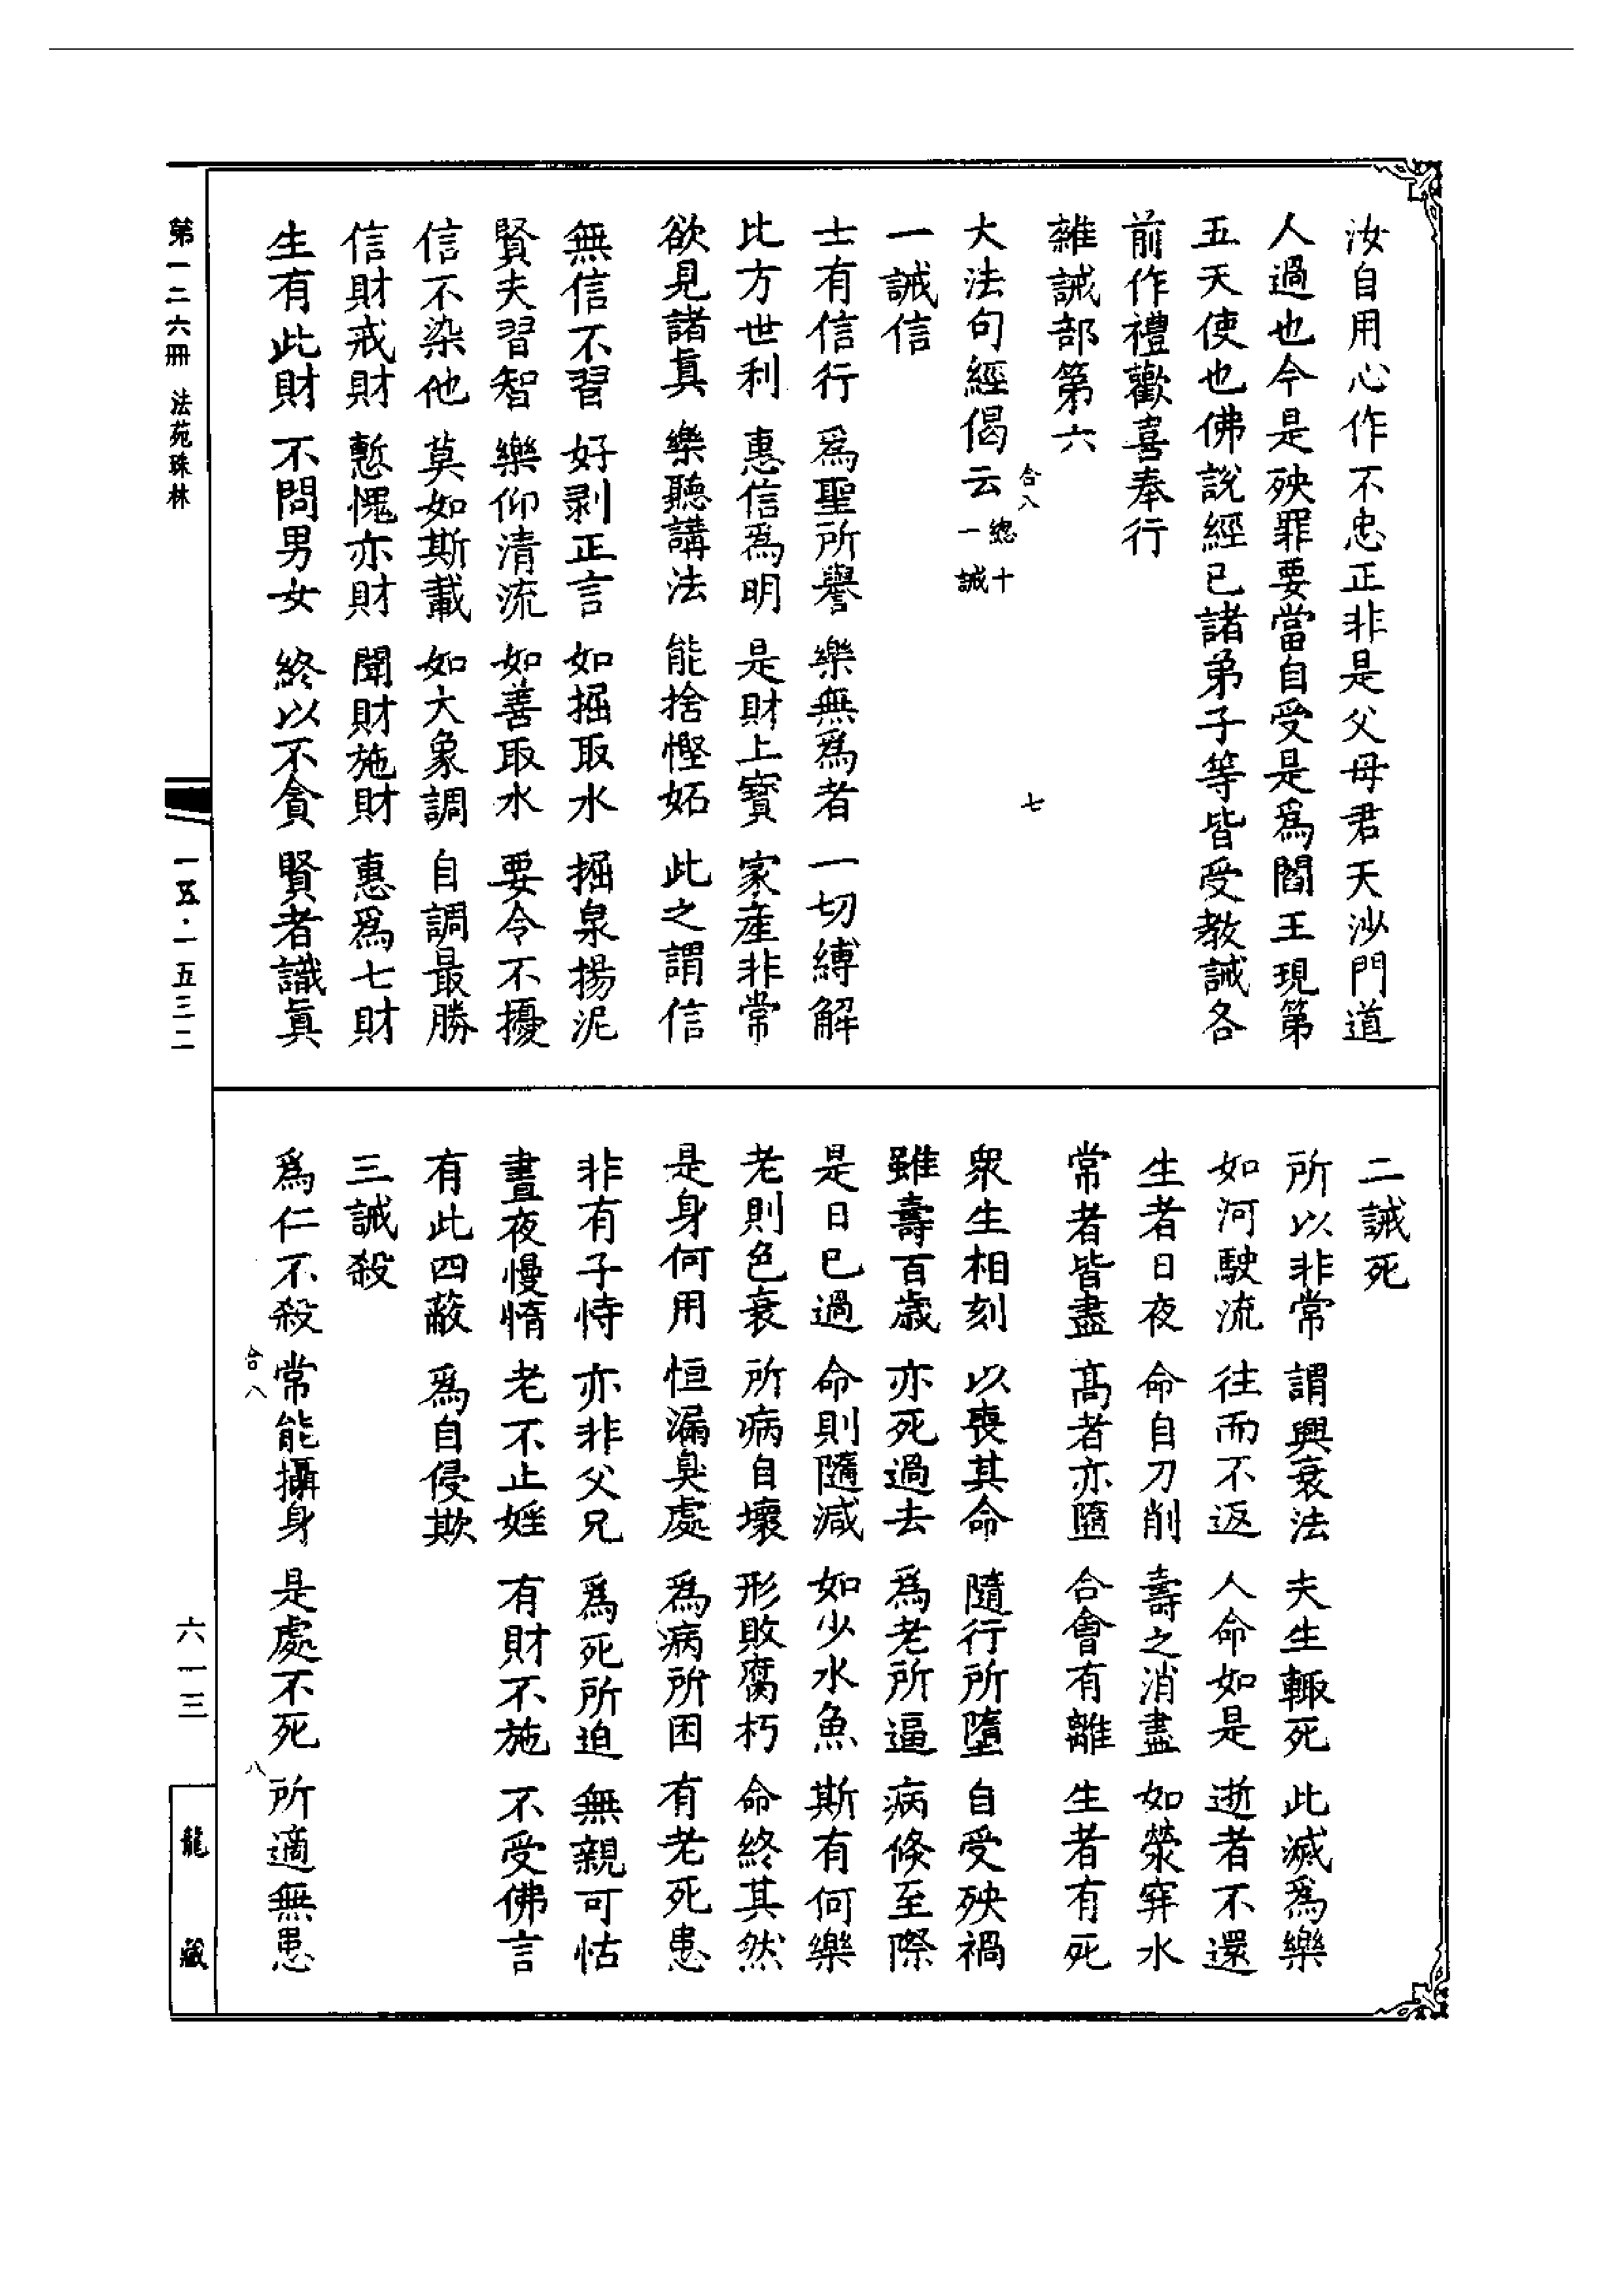 汝自用心作不忠正非是父母君天沙門道
人過也今是殃罪要當自受是爲閻王現第
五天使也佛說經已諸弟子等皆受教誡各
前作禮歡喜奉行
雜誡部第六
合八 七
大法句經偈云總十一誡
一誡信
士有信行 爲聖所譽 樂無爲者 一切縛解
比方世利 惠信爲明 是財上寶 家産非常
欲見諸眞 樂聽講法 能捨慳妬 此之謂信
無信不習 好剥正言 如掘取水 掘泉揚泥
賢夫習智 樂仰清流 如善取水 要令不擾
信不染他 莫如斯載 如大象調 自調最勝
信財戒財 慙愧亦財 聞財施財 惠爲七財
生有此財 不問男女 終以不貪 賢者識眞
二誡死
所以非常 謂興衰法 夫生輙死 此滅爲樂
如河駛流 往而不返 人命如是 逝者不還
生者日夜 命自刀削 壽之消盡 如滎穽水
常者皆盡 髙者亦墮 合會有離 生者有死
衆生相刻 以喪其命 隨行所墮 自受殃禍
雖壽百歲 亦死過去 爲老所逼 病倏至際
是日已過 命則隨減 如少水魚 斯有何樂
老則色衰 所病自壞 形敗腐朽 命終其然
是身何用 恒漏臭處 爲病所困 有老死患
非有子恃 亦非父兄 爲死所迫 無親可怙
晝夜慢惰 老不止婬 有財不施 不受佛言
有此四蔽 爲自侵欺
三誡殺
爲仁不殺 常能攝身 是處不死 所適無患
合八 八
第一二六冊 法苑珠林
一五·一五三二
六一三
龍藏